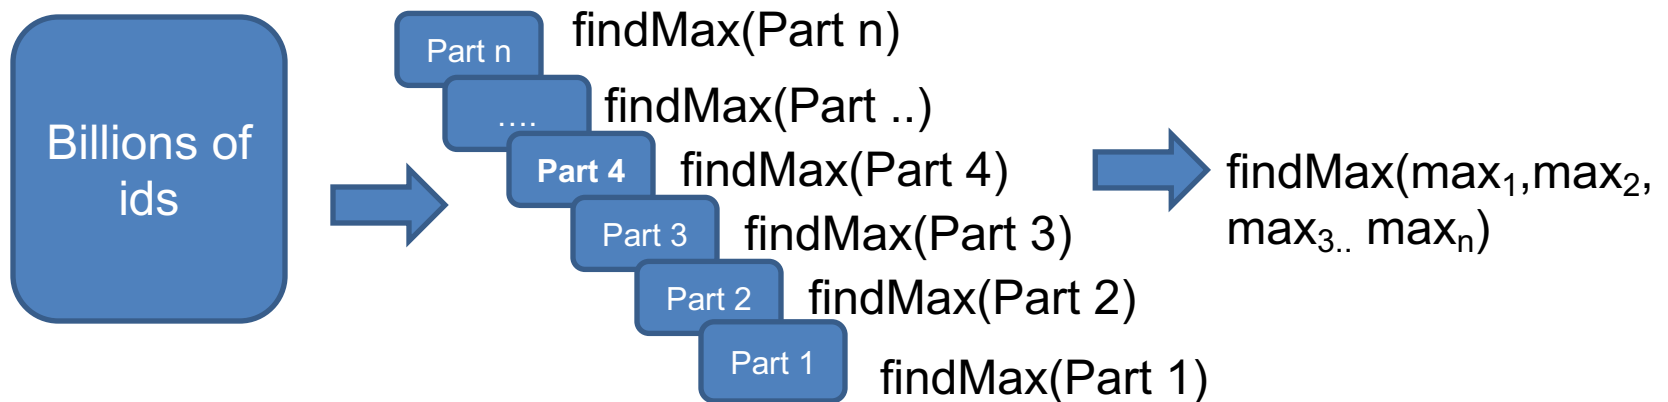 Billions of
ids
Part n
findMax(Part n)
....
findMax(Part ..)
Part 4
findMax(Part 4)
Part 3
findMax(Part 3)
Part 2
findMax(Part 2)
Part 1
findMax(Part 1)
findMax(max₁,max₂,
max₃.. maxₙ)